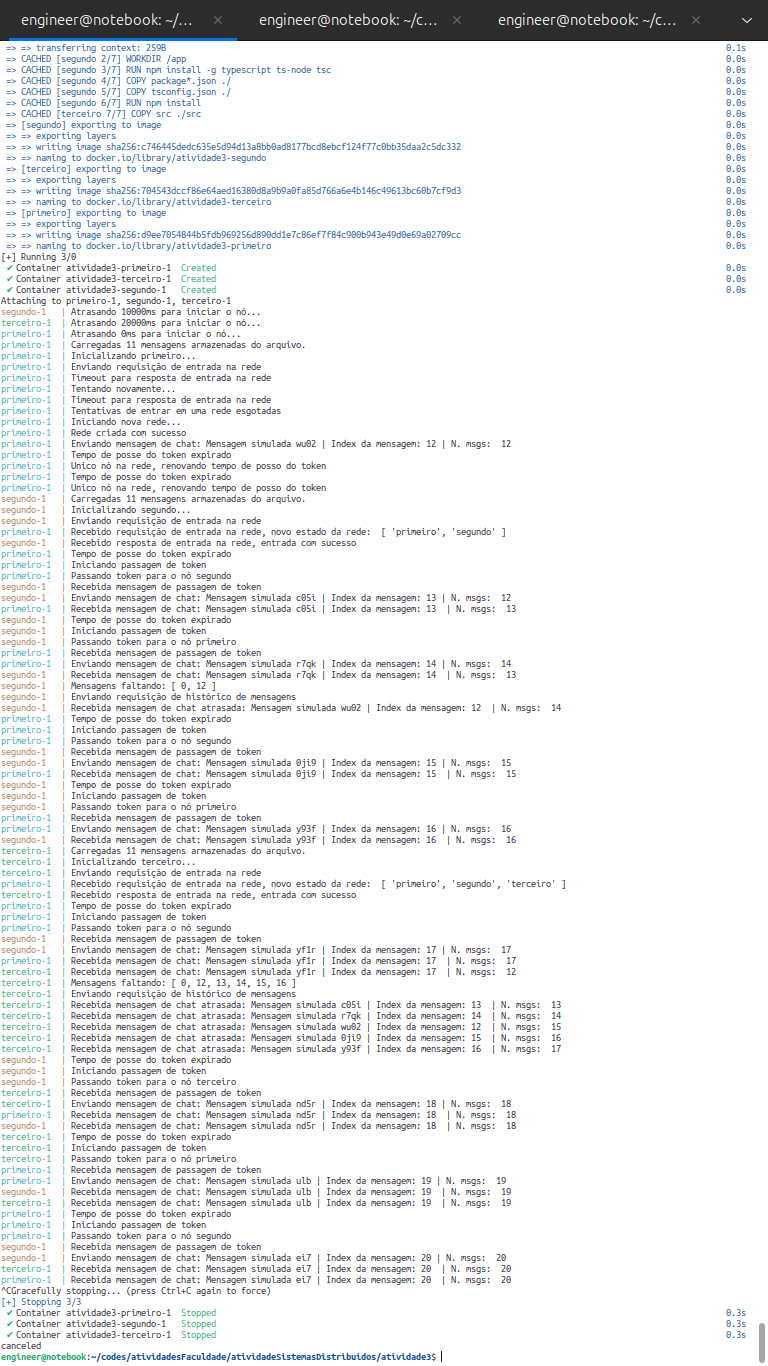 engineer@notebook: ~/...
engineer@notebook: ~/c...
engineer@notebook: ~/c...
=> => transferring context: 259B 0.1s
=> CACHED [segundo 2/7] WORKDIR /app 0.0s
=> CACHED [segundo 3/7] RUN npm install -g typescript ts-node tsc 0.0s
=> CACHED [segundo 4/7] COPY package*.json ./ 0.0s
=> CACHED [segundo 5/7] COPY tsconfig.json ./ 0.0s
=> CACHED [segundo 6/7] RUN npm install 0.0s
=> CACHED [terceiro 7/7] COPY src ./src 0.0s
=> [segundo] exporting to image 0.0s
=> => exporting layers 0.0s
=> => writing image sha256:c746445dedc635e5d94d13a8bb0ad8177bcd8ebcf124f77c0bb35daa2c5dc332 0.0s
=> => naming to docker.io/library/atividade3-segundo 0.0s
=> [terceiro] exporting to image 0.0s
=> => exporting layers 0.0s
=> => writing image sha256:704543dccf86e64aed16380d8a9b9a0fa85d766a6e4b146c49613bc60b7cf9d3 0.0s
=> => naming to docker.io/library/atividade3-terceiro 0.0s
=> [primeiro] exporting to image 0.0s
=> => exporting layers 0.0s
=> => writing image sha256:d9ee7054844b5fdb969256d890dd1e7c86ef7f84c900b943e49d0e69a02709cc 0.0s
=> => naming to docker.io/library/atividade3-primeiro 0.0s
[+] Running 3/0
✔ Container atividade3-primeiro-1 Created 0.0s
✔ Container atividade3-terceiro-1 Created 0.0s
✔ Container atividade3-segundo-1 Created 0.0s
Attaching to primeiro-1, segundo-1, terceiro-1
segundo-1 | Atrasando 10000ms para iniciar o nó...
terceiro-1 | Atrasando 20000ms para iniciar o nó...
primeiro-1 | Atrasando 0ms para iniciar o nó...
primeiro-1 | Carregadas 11 mensagens armazenadas do arquivo.
primeiro-1 | Inicializando primeiro...
primeiro-1 | Enviando requisição de entrada na rede
primeiro-1 | Timeout para resposta de entrada na rede
primeiro-1 | Tentando novamente...
primeiro-1 | Timeout para resposta de entrada na rede
primeiro-1 | Tentativas de entrar em uma rede esgotadas
primeiro-1 | Iniciando nova rede...
primeiro-1 | Rede criada com sucesso
primeiro-1 | Enviando mensagem de chat: Mensagem simulada wu02 | Index da mensagem: 12 | N. msgs: 12
primeiro-1 | Tempo de posse do token expirado
primeiro-1 | Unico nó na rede, renovando tempo de posso do token
primeiro-1 | Tempo de posse do token expirado
primeiro-1 | Unico nó na rede, renovando tempo de posso do token
segundo-1 | Carregadas 11 mensagens armazenadas do arquivo.
segundo-1 | Inicializando segundo...
segundo-1 | Enviando requisição de entrada na rede
primeiro-1 | Recebido requisição de entrada na rede, novo estado da rede: [ 'primeiro', 'segundo' ]
segundo-1 | Recebido resposta de entrada na rede, entrada com sucesso
primeiro-1 | Tempo de posse do token expirado
primeiro-1 | Iniciando passagem de token
primeiro-1 | Passando token para o nó segundo
segundo-1 | Recebida mensagem de passagem de token
segundo-1 | Enviando mensagem de chat: Mensagem simulada c05i | Index da mensagem: 13 | N. msgs: 12
primeiro-1 | Recebida mensagem de chat: Mensagem simulada c05i | Index da mensagem: 13 | N. msgs: 13
segundo-1 | Tempo de posse do token expirado
segundo-1 | Iniciando passagem de token
segundo-1 | Passando token para o nó primeiro
primeiro-1 | Recebida mensagem de passagem de token
primeiro-1 | Enviando mensagem de chat: Mensagem simulada r7qk | Index da mensagem: 14 | N. msgs: 14
segundo-1 | Recebida mensagem de chat: Mensagem simulada r7qk | Index da mensagem: 14 | N. msgs: 13
segundo-1 | Mensagens faltando: [ 0, 12 ]
segundo-1 | Enviando requisição de histórico de mensagens
segundo-1 | Recebida mensagem de chat atrasada: Mensagem simulada wu02 | Index da mensagem: 12 | N. msgs: 14
primeiro-1 | Tempo de posse do token expirado
primeiro-1 | Iniciando passagem de token
primeiro-1 | Passando token para o nó segundo
segundo-1 | Recebida mensagem de passagem de token
segundo-1 | Enviando mensagem de chat: Mensagem simulada 0ji9 | Index da mensagem: 15 | N. msgs: 15
primeiro-1 | Recebida mensagem de chat: Mensagem simulada 0ji9 | Index da mensagem: 15 | N. msgs: 15
segundo-1 | Tempo de posse do token expirado
segundo-1 | Iniciando passagem de token
segundo-1 | Passando token para o nó primeiro
primeiro-1 | Recebida mensagem de passagem de token
primeiro-1 | Enviando mensagem de chat: Mensagem simulada y93f | Index da mensagem: 16 | N. msgs: 16
segundo-1 | Recebida mensagem de chat: Mensagem simulada y93f | Index da mensagem: 16 | N. msgs: 16
terceiro-1 | Carregadas 11 mensagens armazenadas do arquivo.
terceiro-1 | Inicializando terceiro...
terceiro-1 | Enviando requisição de entrada na rede
primeiro-1 | Recebido requisição de entrada na rede, novo estado da rede: [ 'primeiro', 'segundo', 'terceiro' ]
terceiro-1 | Recebido resposta de entrada na rede, entrada com sucesso
primeiro-1 | Tempo de posse do token expirado
primeiro-1 | Iniciando passagem de token
primeiro-1 | Passando token para o nó segundo
segundo-1 | Recebida mensagem de passagem de token
segundo-1 | Enviando mensagem de chat: Mensagem simulada yf1r | Index da mensagem: 17 | N. msgs: 17
primeiro-1 | Recebida mensagem de chat: Mensagem simulada yf1r | Index da mensagem: 17 | N. msgs: 17
terceiro-1 | Recebida mensagem de chat: Mensagem simulada yf1r | Index da mensagem: 17 | N. msgs: 12
terceiro-1 | Mensagens faltando: [ 0, 12, 13, 14, 15, 16 ]
terceiro-1 | Enviando requisição de histórico de mensagens
terceiro-1 | Recebida mensagem de chat atrasada: Mensagem simulada c05i | Index da mensagem: 13 | N. msgs: 13
terceiro-1 | Recebida mensagem de chat atrasada: Mensagem simulada r7qk | Index da mensagem: 14 | N. msgs: 14
terceiro-1 | Recebida mensagem de chat atrasada: Mensagem simulada wu02 | Index da mensagem: 12 | N. msgs: 15
terceiro-1 | Recebida mensagem de chat atrasada: Mensagem simulada 0ji9 | Index da mensagem: 15 | N. msgs: 16
terceiro-1 | Recebida mensagem de chat atrasada: Mensagem simulada y93f | Index da mensagem: 16 | N. msgs: 17
segundo-1 | Tempo de posse do token expirado
segundo-1 | Iniciando passagem de token
segundo-1 | Passando token para o nó terceiro
terceiro-1 | Recebida mensagem de passagem de token
terceiro-1 | Enviando mensagem de chat: Mensagem simulada nd5r | Index da mensagem: 18 | N. msgs: 18
primeiro-1 | Recebida mensagem de chat: Mensagem simulada nd5r | Index da mensagem: 18 | N. msgs: 18
segundo-1 | Recebida mensagem de chat: Mensagem simulada nd5r | Index da mensagem: 18 | N. msgs: 18
terceiro-1 | Tempo de posse do token expirado
terceiro-1 | Iniciando passagem de token
terceiro-1 | Passando token para o nó primeiro
primeiro-1 | Recebida mensagem de passagem de token
primeiro-1 | Enviando mensagem de chat: Mensagem simulada ulb | Index da mensagem: 19 | N. msgs: 19
segundo-1 | Recebida mensagem de chat: Mensagem simulada ulb | Index da mensagem: 19 | N. msgs: 19
terceiro-1 | Recebida mensagem de chat: Mensagem simulada ulb | Index da mensagem: 19 | N. msgs: 19
primeiro-1 | Tempo de posse do token expirado
primeiro-1 | Iniciando passagem de token
primeiro-1 | Passando token para o nó segundo
segundo-1 | Recebida mensagem de passagem de token
segundo-1 | Enviando mensagem de chat: Mensagem simulada ei7 | Index da mensagem: 20 | N. msgs: 20
terceiro-1 | Recebida mensagem de chat: Mensagem simulada ei7 | Index da mensagem: 20 | N. msgs: 20
primeiro-1 | Recebida mensagem de chat: Mensagem simulada ei7 | Index da mensagem: 20 | N. msgs: 20
^CGracefully stopping... (press Ctrl+C again to force)
[+] Stopping 3/3
✔ Container atividade3-primeiro-1 Stopped 0.3s
✔ Container atividade3-segundo-1 Stopped 0.3s
✔ Container atividade3-terceiro-1 Stopped 0.3s
canceled
engineer@notebook:~/codes/atividadesFaculdade/atividadeSistemasDistribuidos/atividade3$